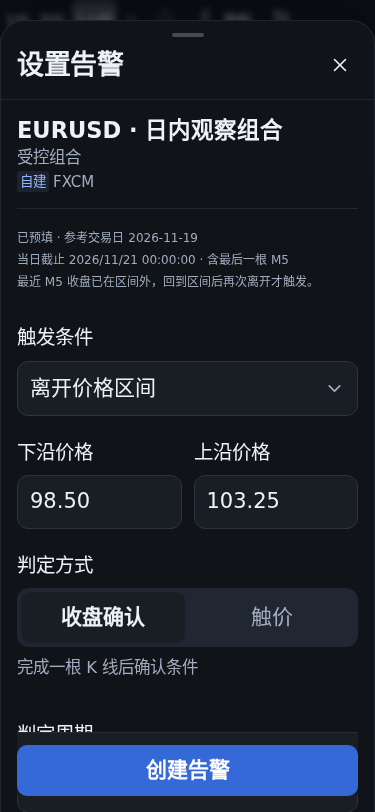 设置告警
EURUSD · 日内观察组合
受控组合
自建 FXCM
已预填 · 参考交易日 2026-11-19
当日截止 2026/11/21 00:00:00 · 含最后一根 M5
最近 M5 收盘已在区间外，回到区间后再次离开才触发。
触发条件
离开价格区间
下沿价格 上沿价格
98.50 103.25
判定方式
收盘确认 触价
完成一根 K 线后确认条件
判定周期
创建告警